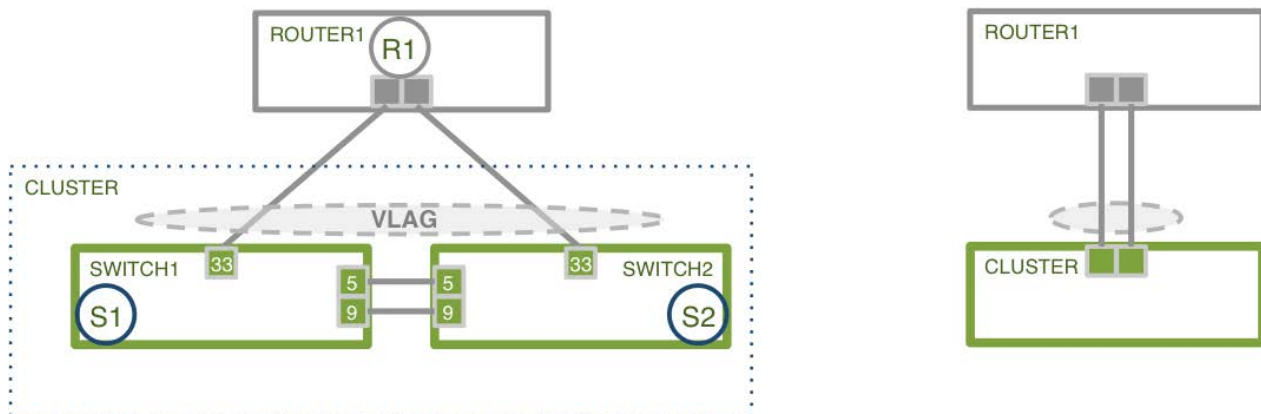 ROUTER1
R1
CLUSTER
VLAG
SWITCH1
33
5
9
S1
33
SWITCH2
5
9
S2
ROUTER1
CLUSTER